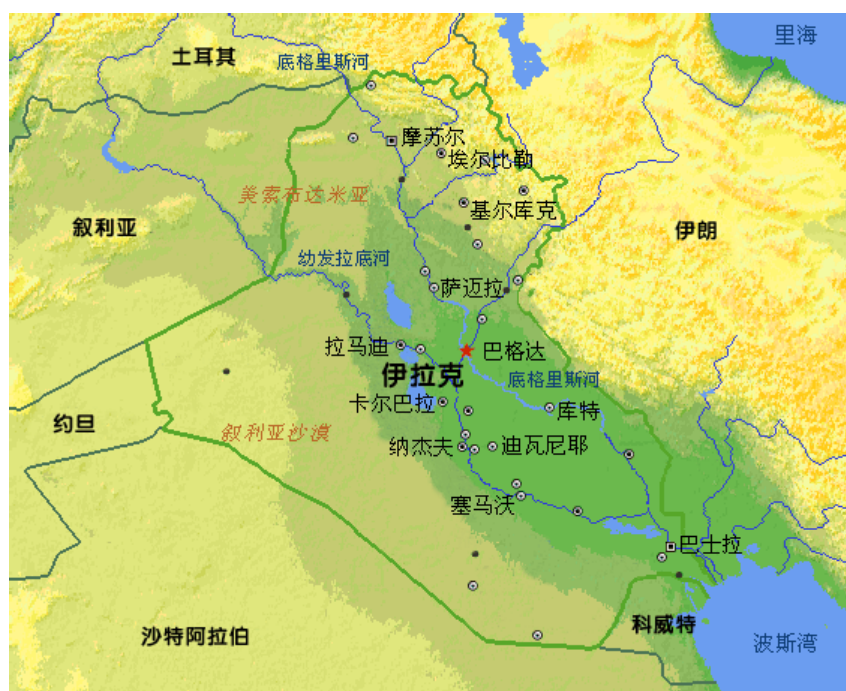 里海
土耳其
底格里斯河
摩苏尔
埃尔比勒
美索布达米亚
基尔库克
叙利亚
伊朗
幼发拉底河
萨迈拉
拉马迪
巴格达
伊拉克
底格里斯河
卡尔巴拉
库特
约旦
叙利亚沙漠
纳杰夫
迪瓦尼耶
塞马沃
巴士拉
沙特阿拉伯
科威特
波斯湾